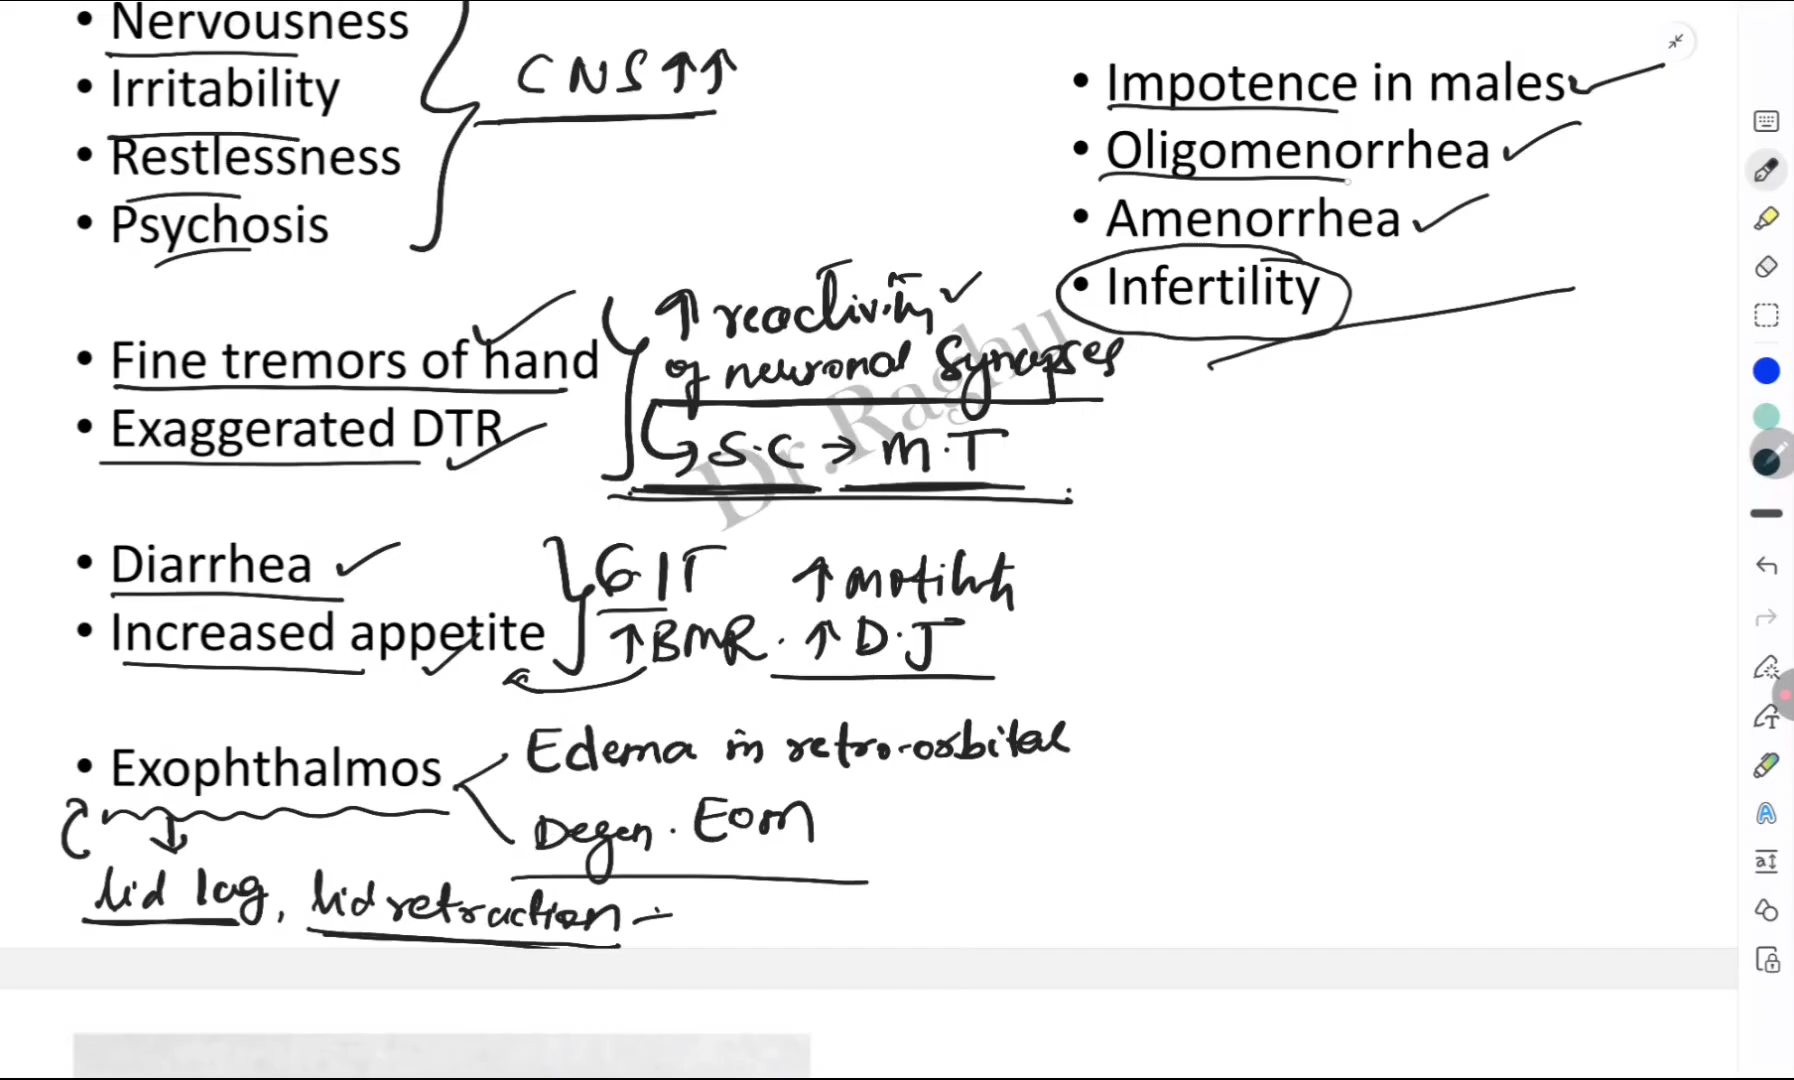 • Nervousness
• Irritability
• Restlessness
• Psychosis
CNS ↑↑
• Impotence in males
• Oligomenorrhea
• Amenorrhea
• Infertility
• Fine tremors of hand
• Exaggerated DTR
↑ reactivity
of neuronal Synapses
↳ S.C → M.T
Dr.Raghu
• Diarrhea
• Increased appetite
GIT ↑ motility
↑ BMR . ↑ D.J
• Exophthalmos
Edema in retro-orbital
Degen. EOM
lid lag, lid retraction